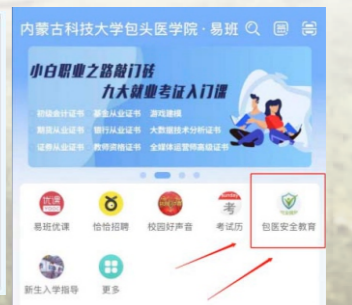 内蒙古科技大学包头医学院·易班
小白职业之路敲门砖
九大就业考证入门课
初级会计证书 基金从业证书 游戏建模
期货从业证书 银行从业证书 大数据技术分析证书
证券从业证书 教师资格证书 全媒体运营师高级证书
优课
考
易班优课 恰恰招聘 校园好声音 考试历 包医安全教育
新生入学指导 更多